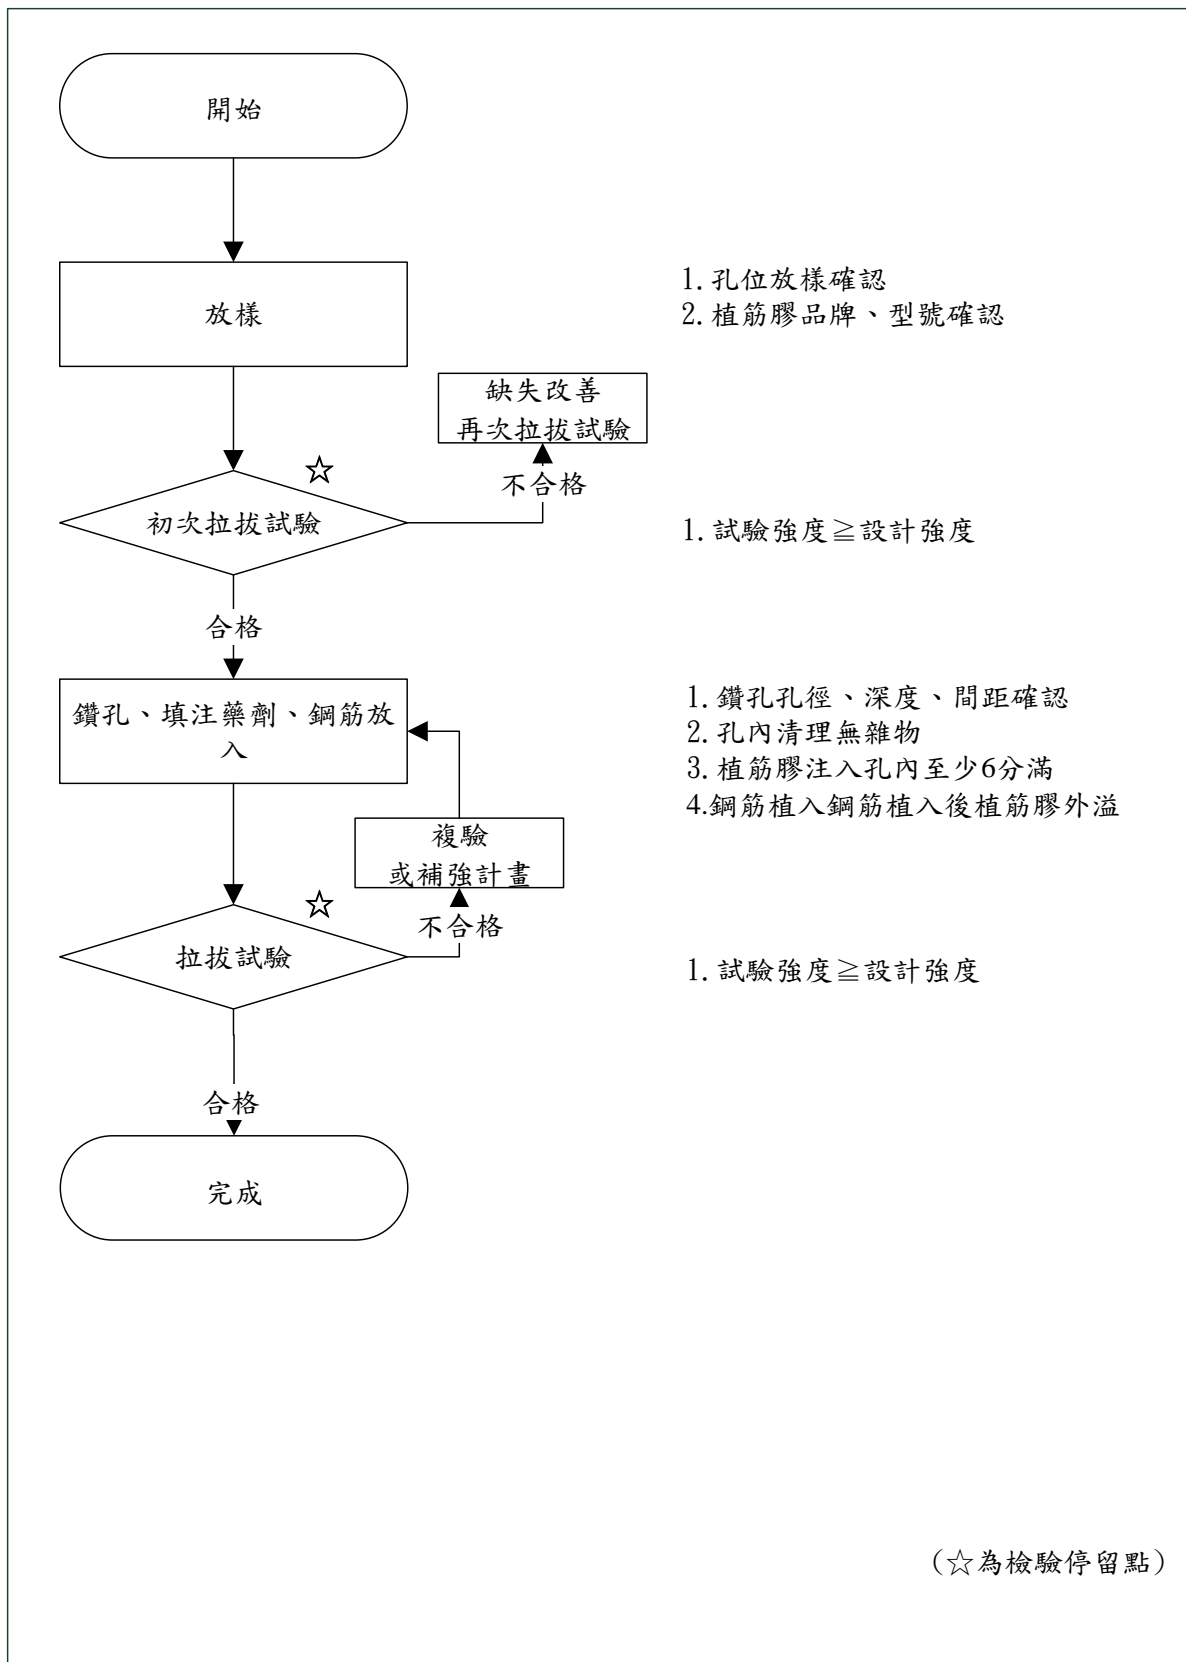 開始
放樣
1.孔位放樣確認
2.植筋膠品牌、型號確認
缺失改善
再次拉拔試驗
不合格
☆
初次拉拔試驗
1.試驗強度≧設計強度
合格
鑽孔、填注藥劑、鋼筋放
入
1.鑽孔孔徑、深度、間距確認
2.孔內清理無雜物
3.植筋膠注入孔內至少6分滿
4.鋼筋植入鋼筋植入後植筋膠外溢
複驗
或補強計畫
不合格
☆
拉拔試驗
1.試驗強度≧設計強度
合格
完成
(☆為檢驗停留點)